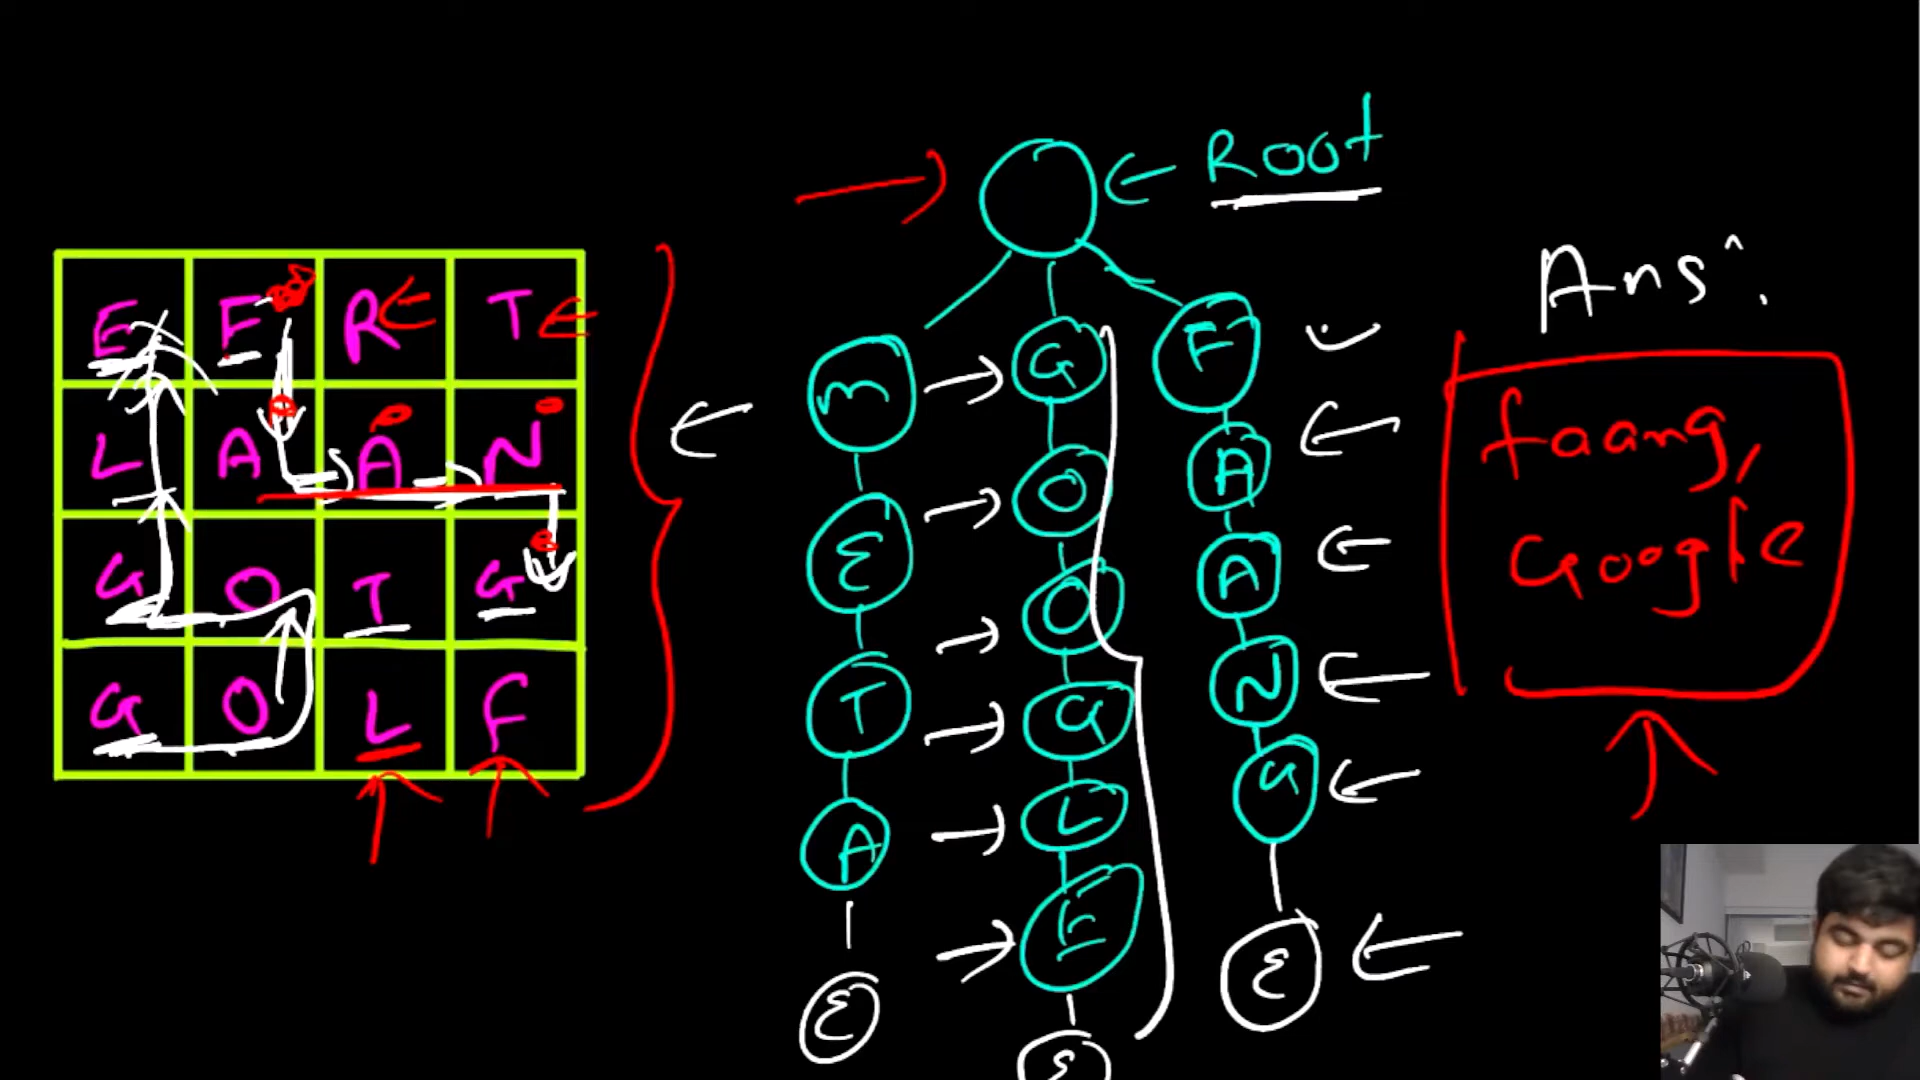 Root
Ans:
faang,
Google
E F R T
L A A N
G O T G
G O L F
m G F
E O A
T O A
A G N
E L G
E E